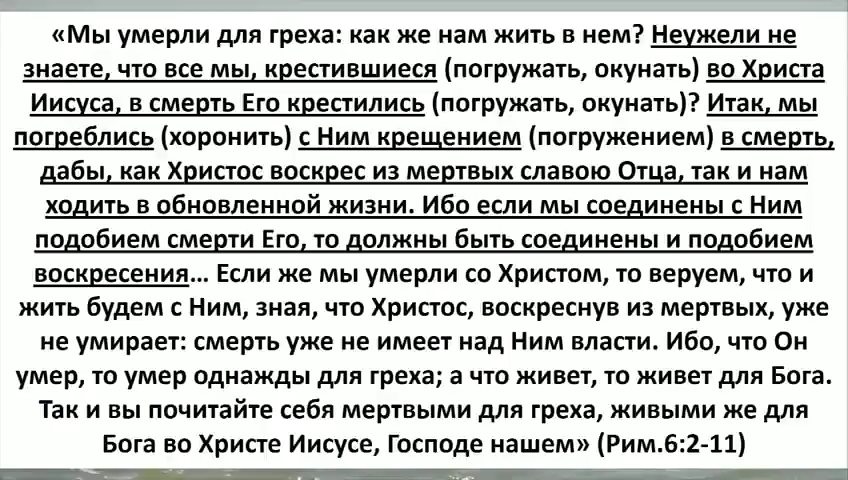 «Мы умерли для греха: как же нам жить в нем? Неужели не
знаете, что все мы, крестившиеся (погружать, окунать) во Христа
Иисуса, в смерть Его крестились (погружать, окунать)? Итак, мы
погреблись (хоронить) с Ним крещением (погружением) в смерть,
дабы, как Христос воскрес из мертвых славою Отца, так и нам
ходить в обновленной жизни. Ибо если мы соединены с Ним
подобием смерти Его, то должны быть соединены и подобием
воскресения... Если же мы умерли со Христом, то веруем, что и
жить будем с Ним, зная, что Христос, воскреснув из мертвых, уже
не умирает: смерть уже не имеет над Ним власти. Ибо, что Он
умер, то умер однажды для греха; а что живет, то живет для Бога.
Так и вы почитайте себя мертвыми для греха, живыми же для
Бога во Христе Иисусе, Господе нашем» (Рим.6:2-11)